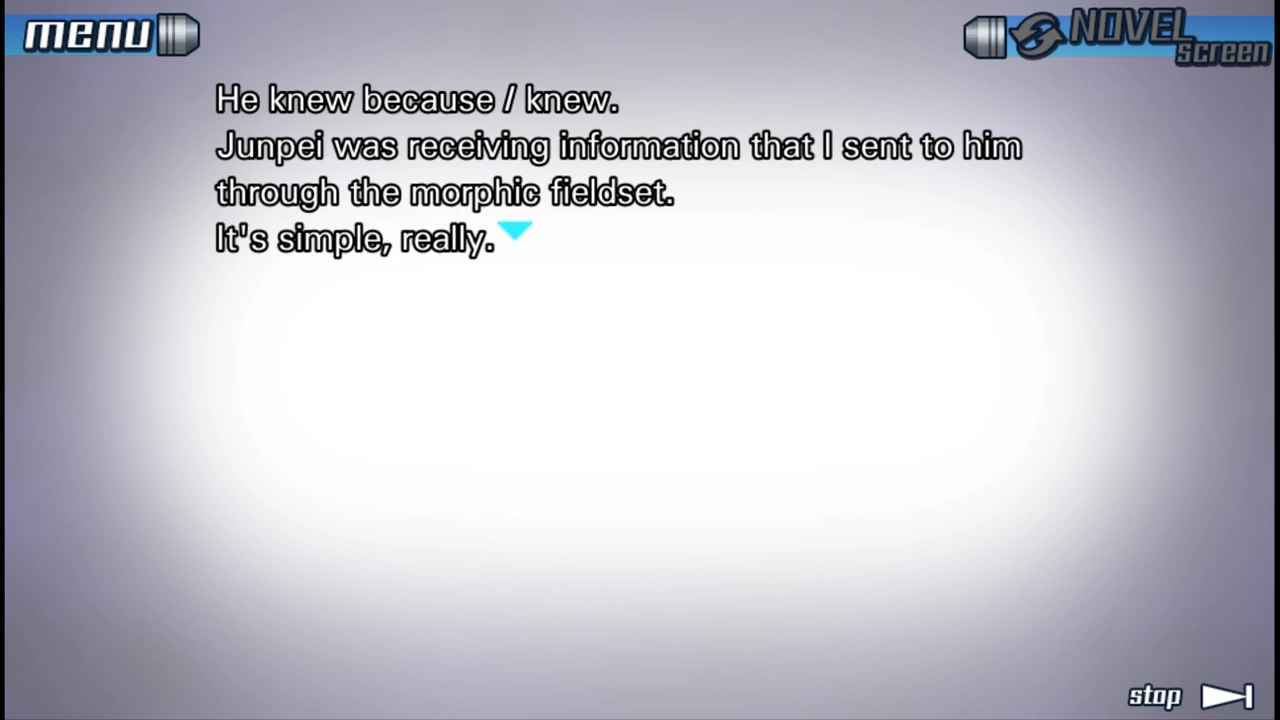 menu
NOVEL
screen
He knew because I knew.
Junpei was receiving information that I sent to him
through the morphic fieldset.
It's simple, really.
stop